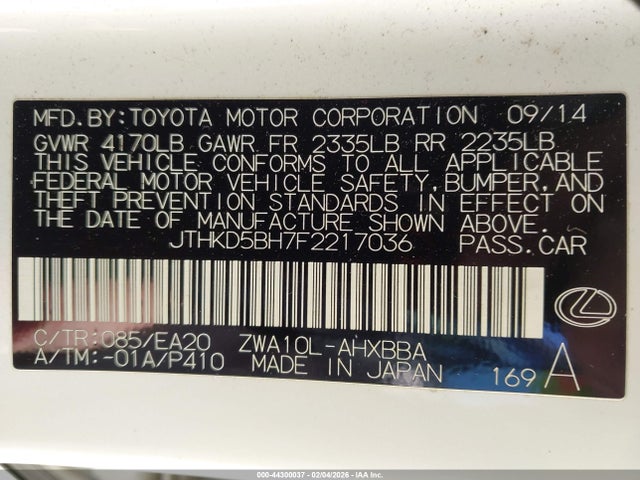 MFD. BY: TOYOTA MOTOR CORPORATION 09/14
GVWR 4170LB GAWR FR 2335LB RR 2235LB
THIS VEHICLE CONFORMS TO ALL APPLICABLE
FEDERAL MOTOR VEHICLE SAFETY, BUMPER, AND
THEFT PREVENTION STANDARDS IN EFFECT ON
THE DATE OF MANUFACTURE SHOWN ABOVE.
JTHKD5BH7F2217036 PASS.CAR
C/TR:085/EA20 ZWA10L-AHXBBA
A/TM:-01A/P410 MADE IN JAPAN 169 A
000-44300037 - 02/04/2026 - IAA Inc.